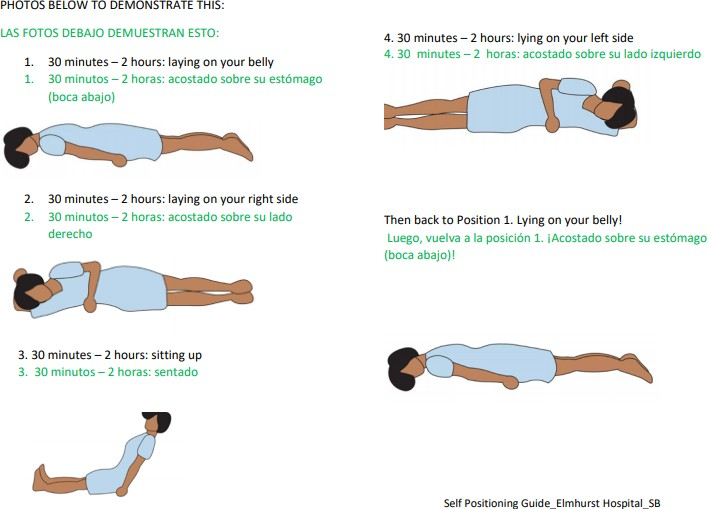 PHOTOS BELOW TO DEMONSTRATE THIS:
LAS FOTOS DEBAJO DEMUESTRAN ESTO:
1. 30 minutes – 2 hours: laying on your belly
1. 30 minutos – 2 horas: acostado sobre su estómago
(boca abajo)
2. 30 minutes – 2 hours: laying on your right side
2. 30 minutos – 2 horas: acostado sobre su lado
derecho
3. 30 minutes – 2 hours: sitting up
3. 30 minutos – 2 horas: sentado
4. 30 minutes – 2 hours: lying on your left side
4. 30 minutos – 2 horas: acostado su lado izquierdo
Then back to Position 1. Lying on your belly!
Luego, vuelva a la posición 1. ¡Acostado sobre su estómago
(boca abajo)!
Self Positioning Guide_Elmhurst Hospital_SB